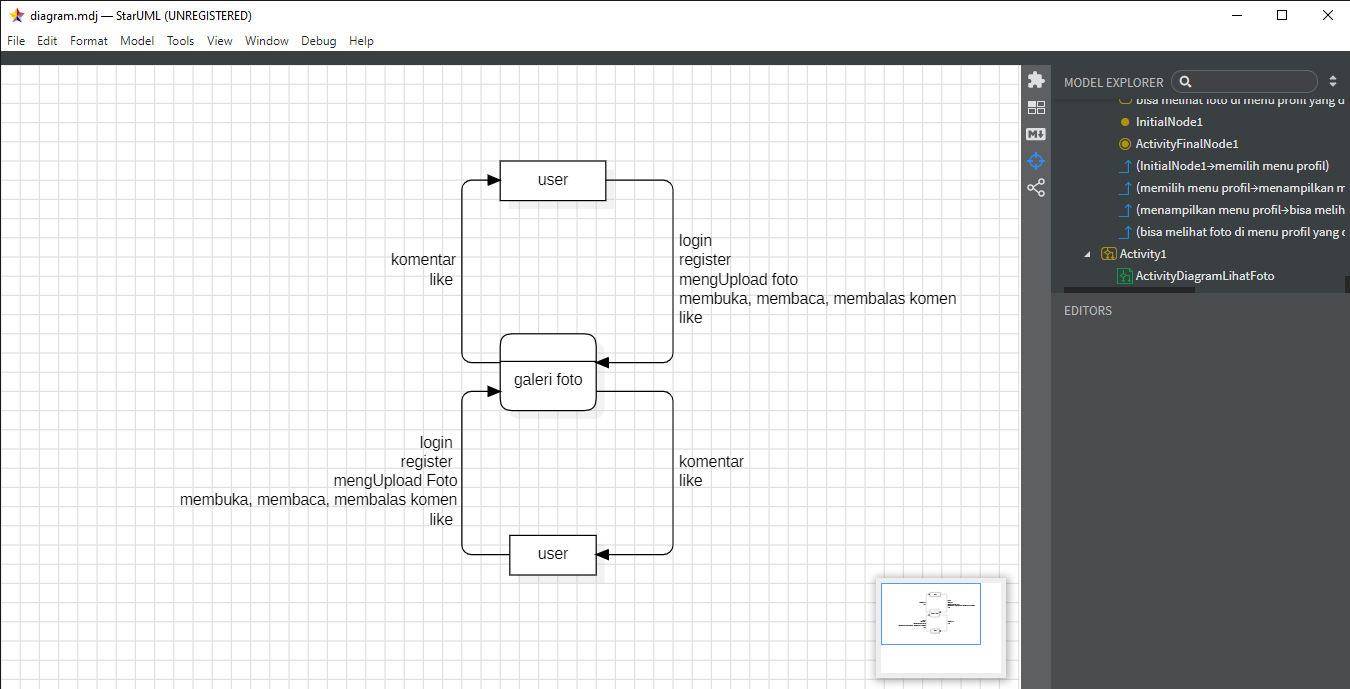 diagram.mdj — StarUML (UNREGISTERED)
File Edit Format Model Tools View Window Debug Help
MODEL EXPLORER
bisa melihat foto di menu profil yang d
InitialNode1
ActivityFinalNode1
(InitialNode1→memilih menu profil)
(memilih menu profil→menampilkan m
(menampilkan menu profil→bisa melih
(bisa melihat foto di menu profil yang c
Activity1
ActivityDiagramLihatFoto
EDITORS
user
komentar
like
login
register
mengUpload foto
membuka, membaca, membalas komen
like
galeri foto
login
register
mengUpload Foto
membuka, membaca, membalas komen
like
komentar
like
user